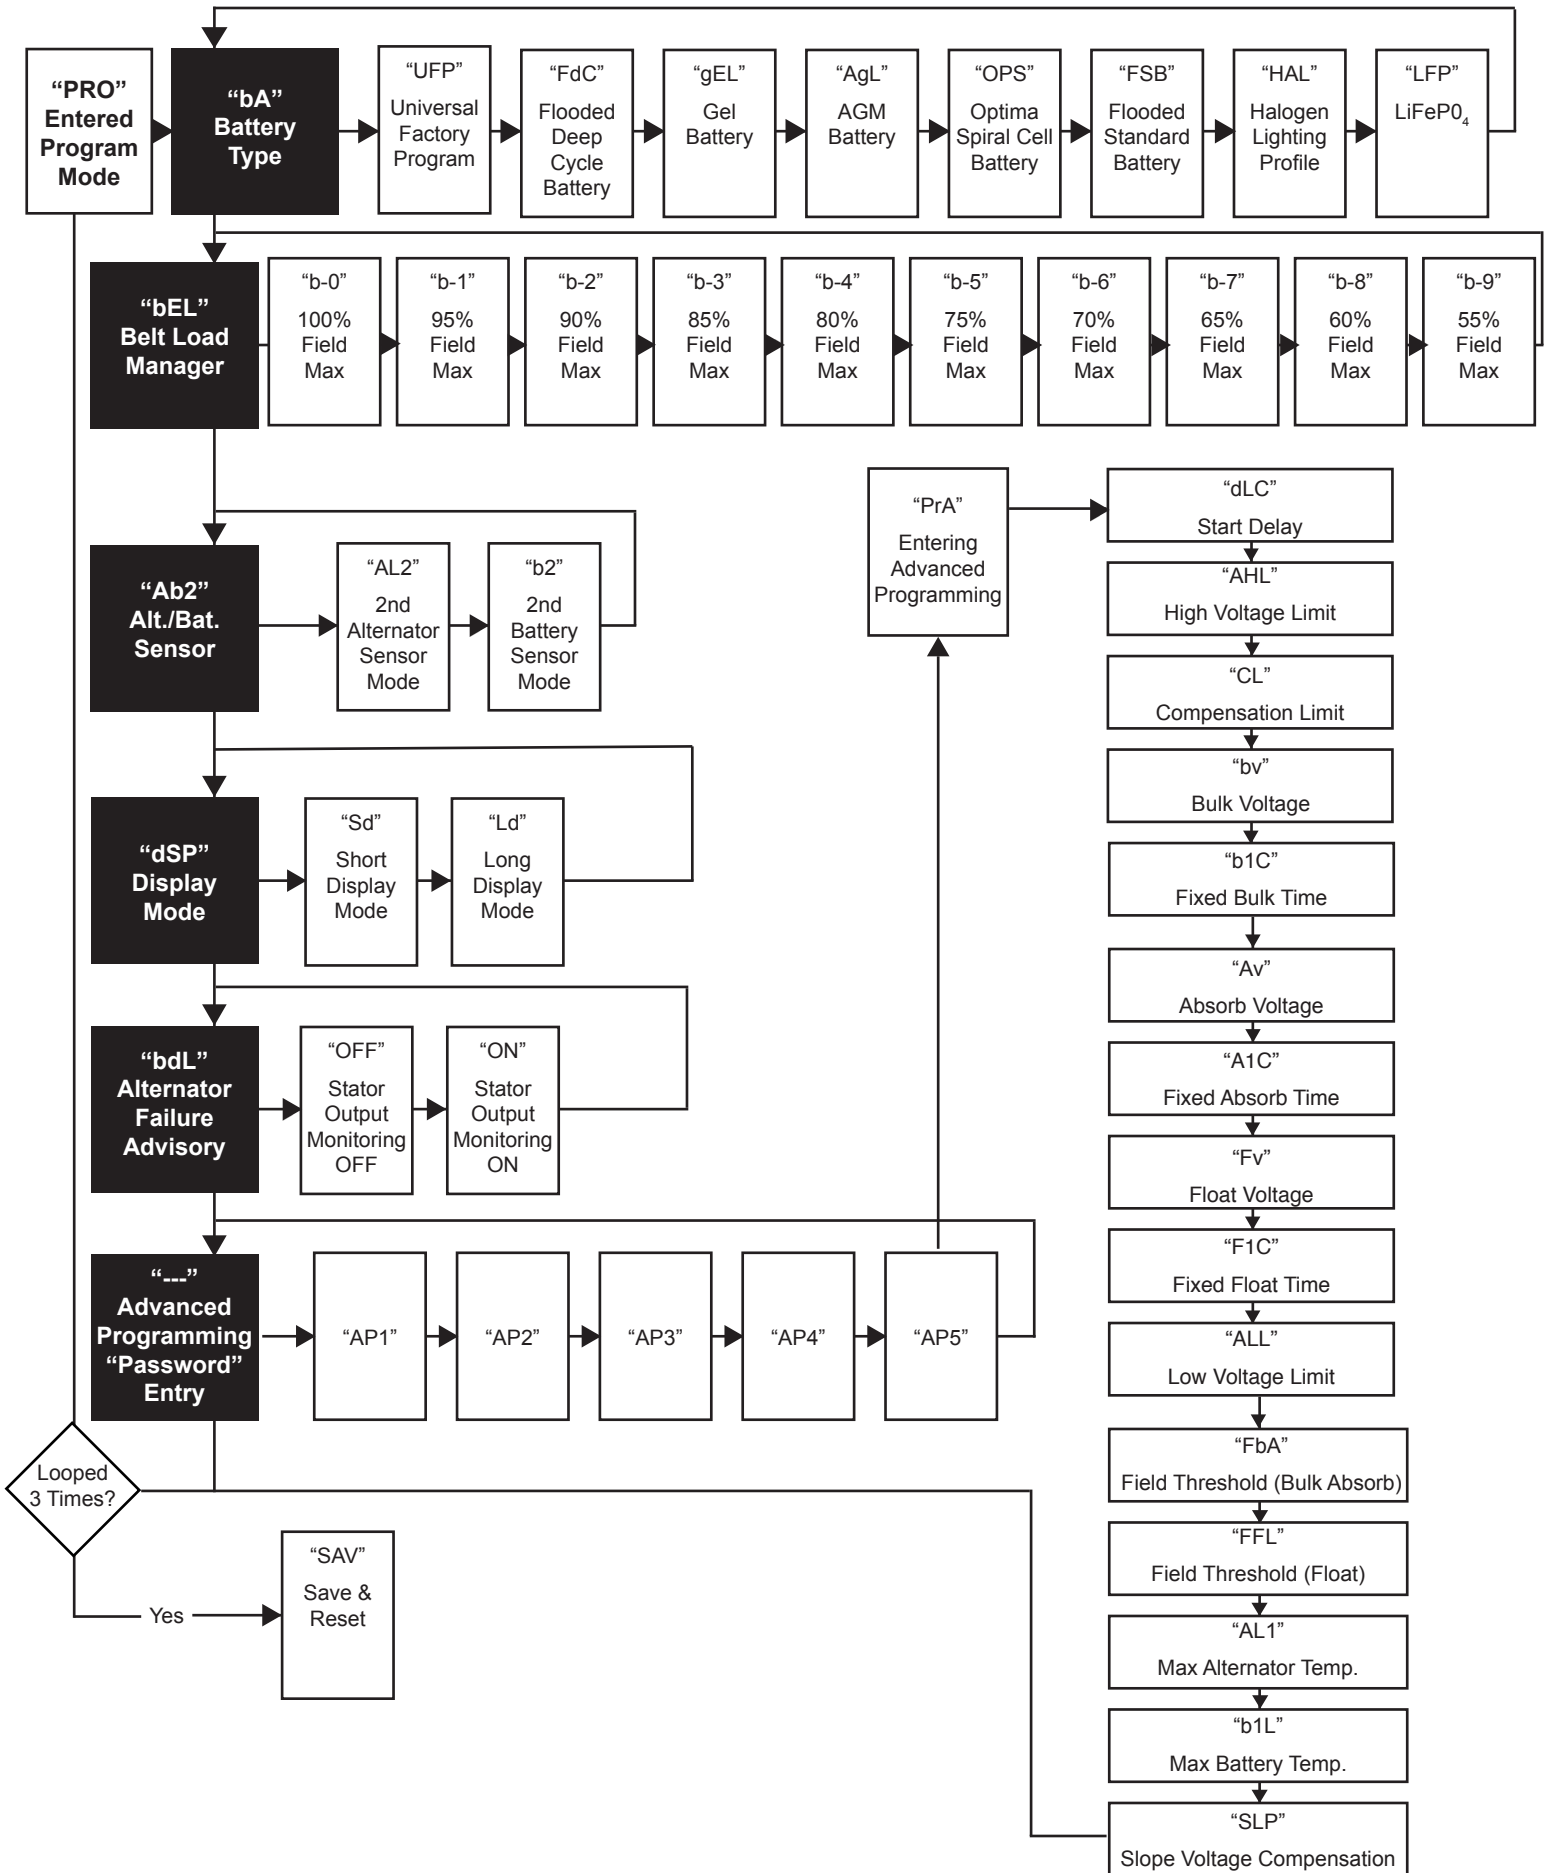 “PRO”
Entered
Program
Mode
“bA”
Battery
Type
“UFP”
Universal
Factory
Program
“FdC”
Flooded
Deep
Cycle
Battery
“gEL”
Gel
Battery
“AgL”
AGM
Battery
“OPS”
Optima
Spiral Cell
Battery
“FSB”
Flooded
Standard
Battery
“HAL”
Halogen
Lighting
Profile
“LFP”
LiFeP0₄
“bEL”
Belt Load
Manager
“b-0”
100%
Field
Max
“b-1”
95%
Field
Max
“b-2”
90%
Field
Max
“b-3”
85%
Field
Max
“b-4”
80%
Field
Max
“b-5”
75%
Field
Max
“b-6”
70%
Field
Max
“b-7”
65%
Field
Max
“b-8”
60%
Field
Max
“b-9”
55%
Field
Max
“Ab2”
Alt./Bat.
Sensor
“AL2”
2nd
Alternator
Sensor
Mode
“b2”
2nd
Battery
Sensor
Mode
“dSP”
Display
Mode
“Sd”
Short
Display
Mode
“Ld”
Long
Display
Mode
“bdL”
Alternator
Failure
Advisory
“OFF”
Stator
Output
Monitoring
OFF
“ON”
Stator
Output
Monitoring
ON
“---”
Advanced
Programming
“Password”
Entry
“AP1”
“AP2”
“AP3”
“AP4”
“AP5”
“PrA”
Entering
Advanced
Programming
“dLC”
Start Delay
“AHL”
High Voltage Limit
“CL”
Compensation Limit
“bv”
Bulk Voltage
“b1C”
Fixed Bulk Time
“Av”
Absorb Voltage
“A1C”
Fixed Absorb Time
“Fv”
Float Voltage
“F1C”
Fixed Float Time
“ALL”
Low Voltage Limit
“FbA”
Field Threshold (Bulk Absorb)
“FFL”
Field Threshold (Float)
“AL1”
Max Alternator Temp.
“b1L”
Max Battery Temp.
“SLP”
Slope Voltage Compensation
Looped
3 Times?
Yes
“SAV”
Save &
Reset